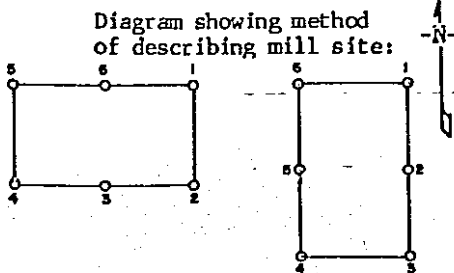 Diagram showing method
of describing mill site:
-N-
5 6 1
4 3 2
6 1
5 2
4 3